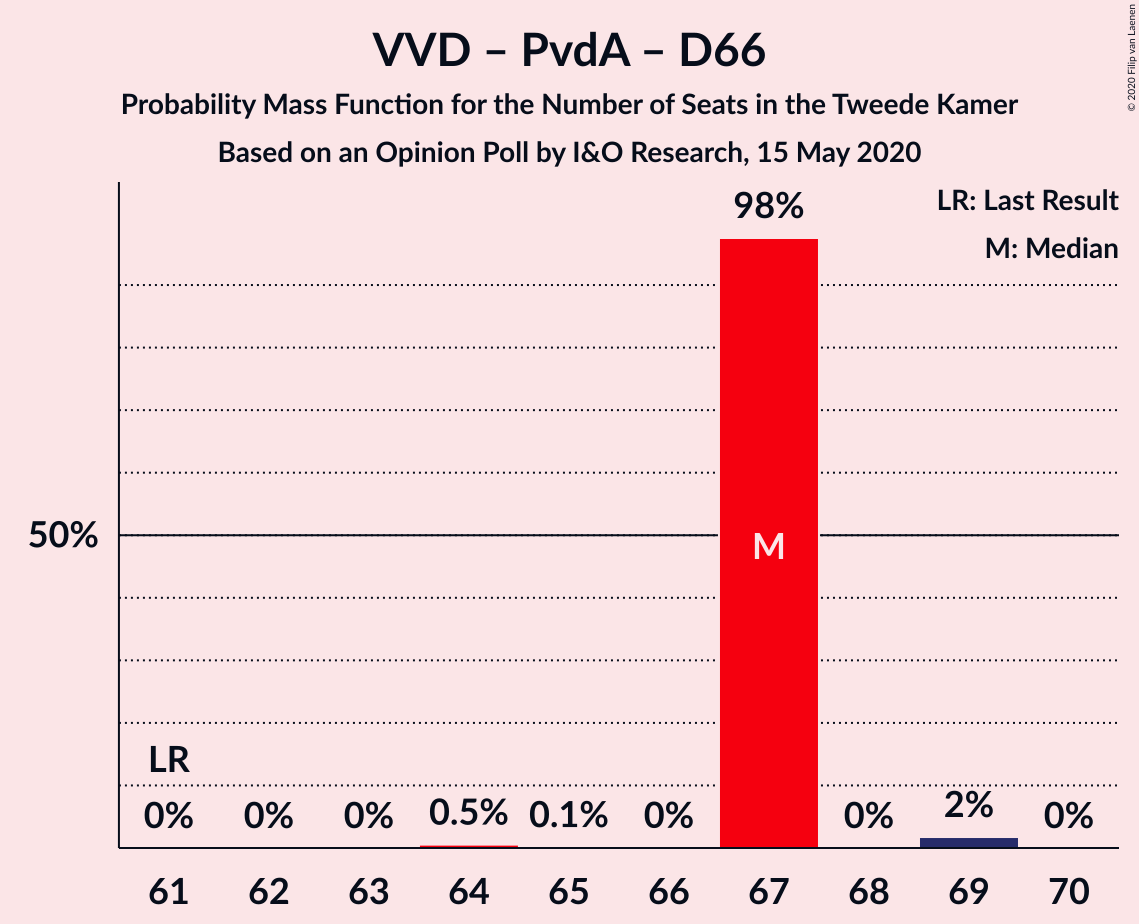 VVD – PvdA – D66
Probability Mass Function for the Number of Seats in the Tweede Kamer
Based on an Opinion Poll by I&O Research, 15 May 2020
© 2020 Filip van Laenen
LR: Last Result
M: Median
98%
50%
M
LR
0% 0% 0% 0.5% 0.1% 0% 0% 2% 0%
61 62 63 64 65 66 67 68 69 70